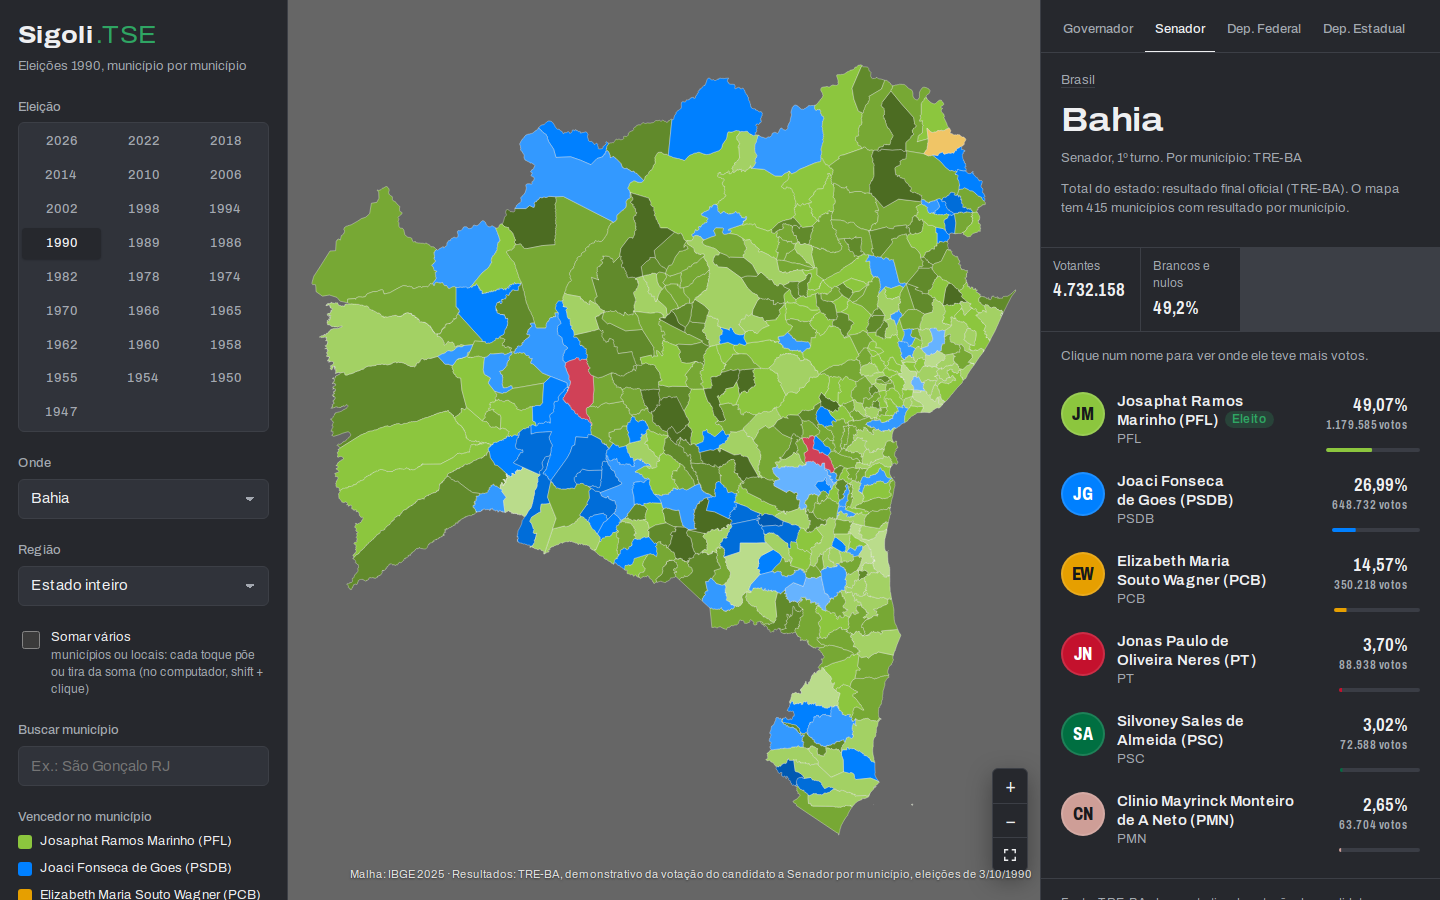 Sigoli.TSE
Eleições 1990, município por município
Eleição
2026 2022 2018
2014 2010 2006
2002 1998 1994
1990 1989 1986
1982 1978 1974
1970 1966 1965
1962 1960 1958
1955 1954 1950
1947
Onde
Bahia
Região
Estado inteiro
Somar vários
municípios ou locais: cada toque põe
ou tira da soma (no computador, shift +
clique)
Buscar município
Ex.: São Gonçalo RJ
Vencedor no município
Josaphat Ramos Marinho (PFL)
Joaci Fonseca de Goes (PSDB)
Elizabeth Maria Souto Wagner (PCB)
+
−
Malha: IBGE 2025 · Resultados: TRE-BA, demonstrativo da votação do candidato a Senador por município, eleições de 3/10/1990
Governador Senador Dep. Federal Dep. Estadual
Brasil
Bahia
Senador, 1º turno. Por município: TRE-BA
Total do estado: resultado final oficial (TRE-BA). O mapa
tem 415 municípios com resultado por município.
Votantes
4.732.158
Brancos e
nulos
49,2%
Clique num nome para ver onde ele teve mais votos.
JM
Josaphat Ramos
Marinho (PFL) Eleito
PFL
49,07%
1.179.585 votos
JG
Joaci Fonseca
de Goes (PSDB)
PSDB
26,99%
648.732 votos
EW
Elizabeth Maria
Souto Wagner (PCB)
PCB
14,57%
350.218 votos
JN
Jonas Paulo de
Oliveira Neres (PT)
PT
3,70%
88.938 votos
SA
Silvoney Sales de
Almeida (PSC)
PSC
3,02%
72.588 votos
CN
Clinio Mayrinck Monteiro
de A Neto (PMN)
PMN
2,65%
63.704 votos